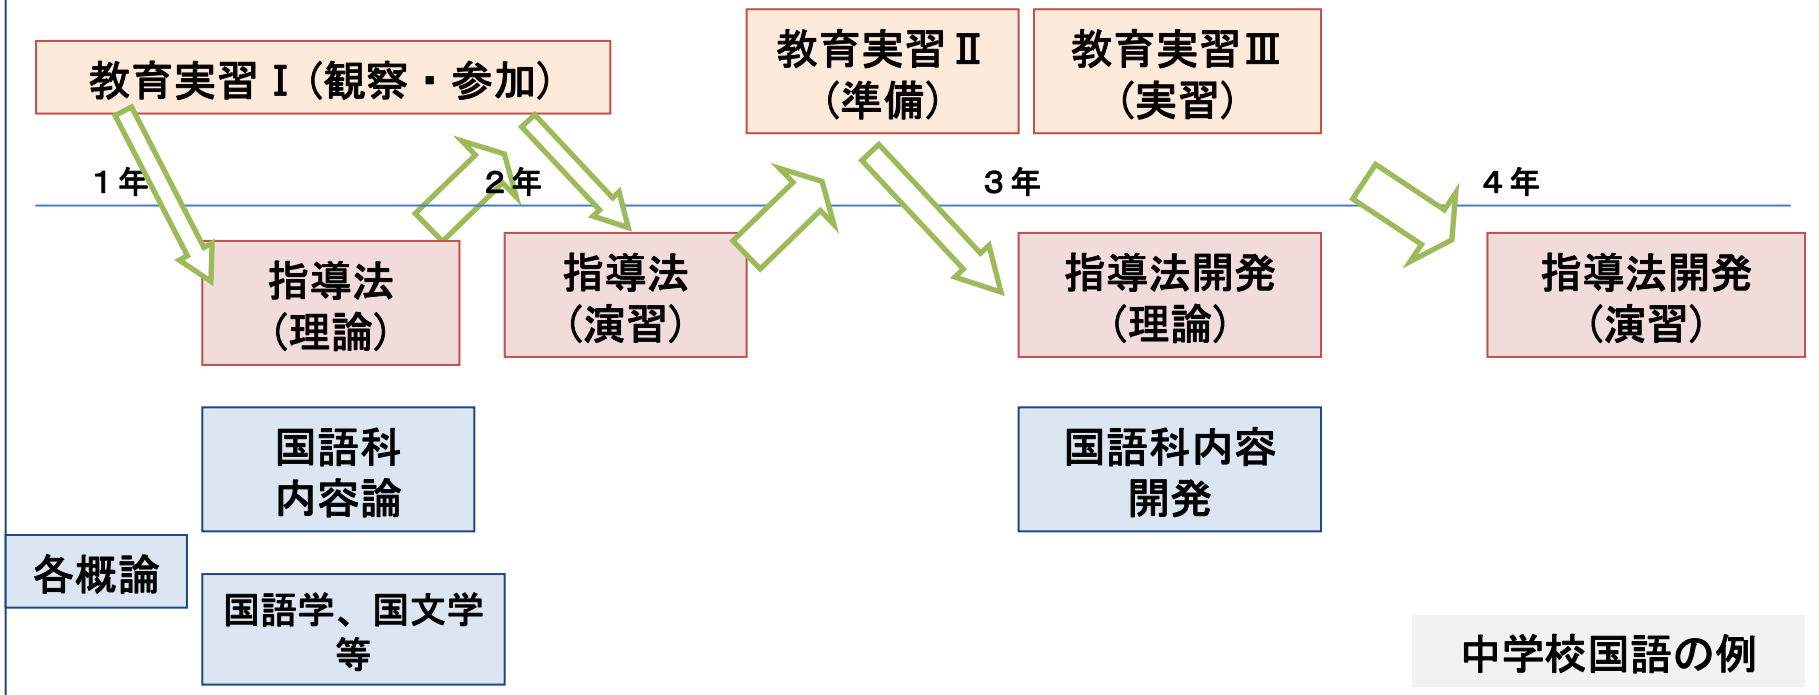 教育実習Ⅰ(観察・参加)
教育実習Ⅱ
(準備)
教育実習Ⅲ
(実習)
1年
2年
3年
4年
指導法
(理論)
指導法
(演習)
指導法開発
(理論)
指導法開発
(演習)
国語科
内容論
国語科内容
開発
各概論
国語学、国文学
等
中学校国語の例